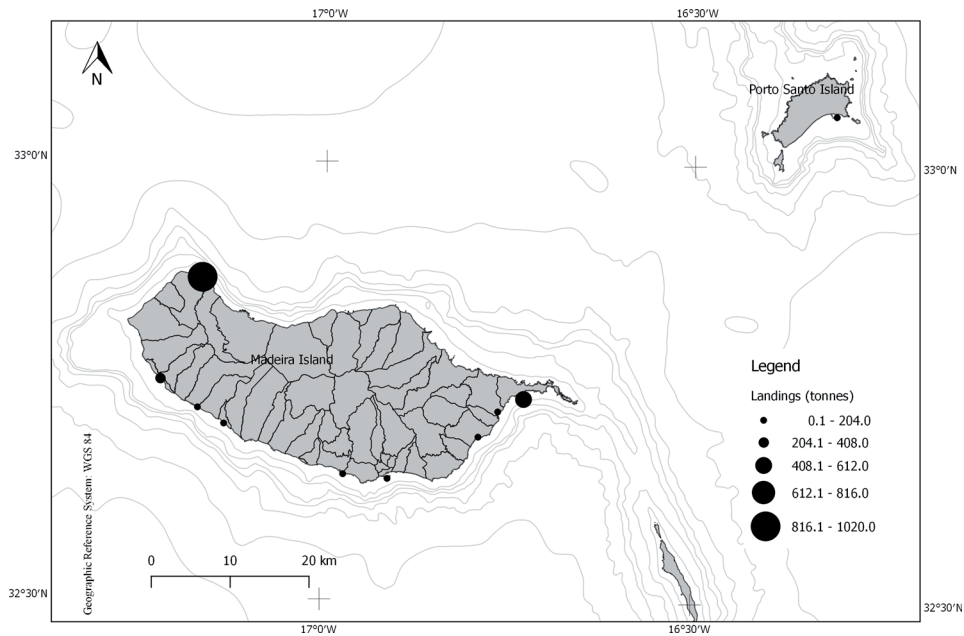 17°0'W
16°30'W
N
Porto Santo Island
33°0'N
33°0'N
Madeira Island
Legend
Landings (tonnes)
0.1 - 204.0
204.1 - 408.0
408.1 - 612.0
612.1 - 816.0
816.1 - 1020.0
Geographic Reference System: WGS 84
0 10 20 km
32°30'N
32°30'N
17°0'W
16°30'W